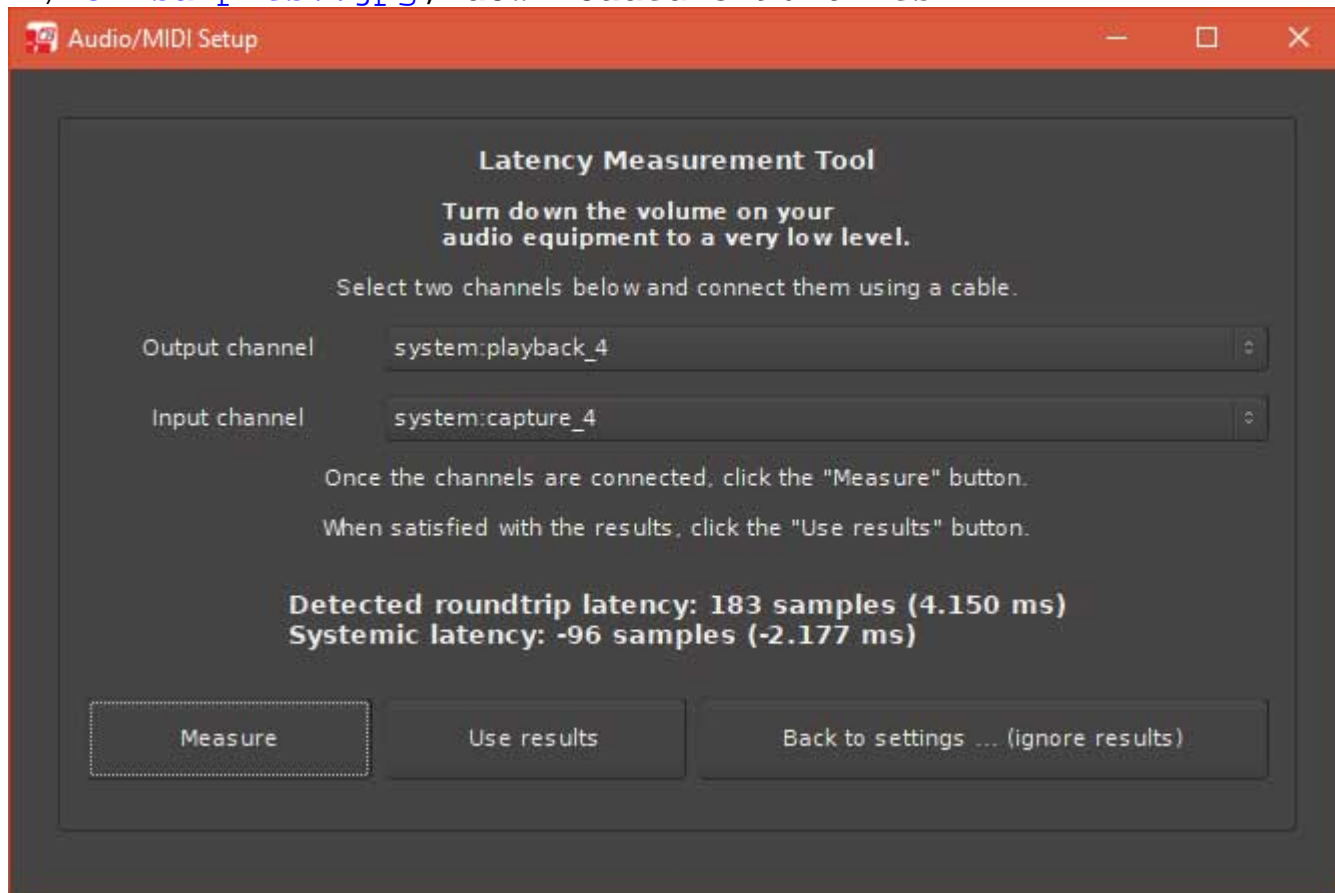 Audio/MIDI Setup
Latency Measurement Tool
Turn down the volume on your
audio equipment to a very low level.
Select two channels below and connect them using a cable.
Output channel system:playback_4
Input channel system:capture_4
Once the channels are connected, click the "Measure" button.
When satisfied with the results, click the "Use results" button.
Detected roundtrip latency: 183 samples (4.150 ms)
Systemic latency: -96 samples (-2.177 ms)
Measure Use results Back to settings ... (ignore results)